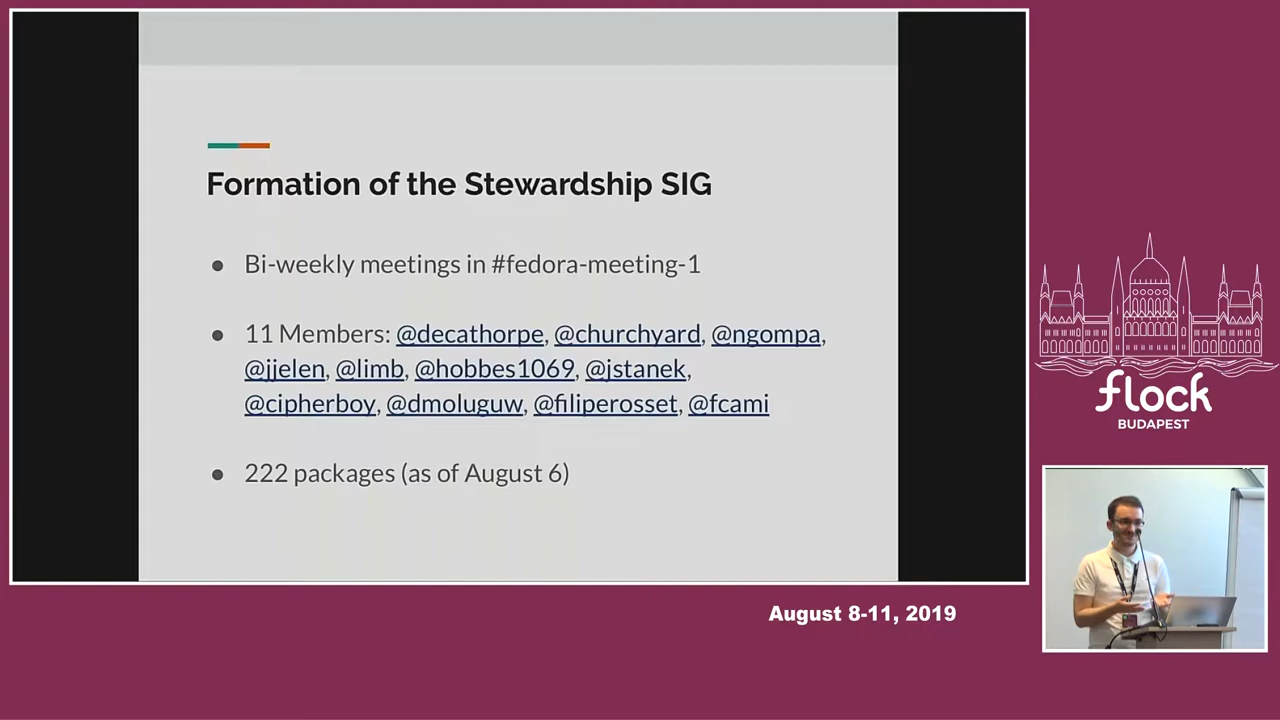 Formation of the Stewardship SIG
● Bi-weekly meetings in #fedora-meeting-1
● 11 Members: @decathorpe, @churchyard, @ngompa,
@jjelen, @limb, @hobbes1069, @jstanek,
@cipherboy, @dmoluguw, @filiperosset, @fcami
● 222 packages (as of August 6)
flock
BUDAPEST
August 8-11, 2019